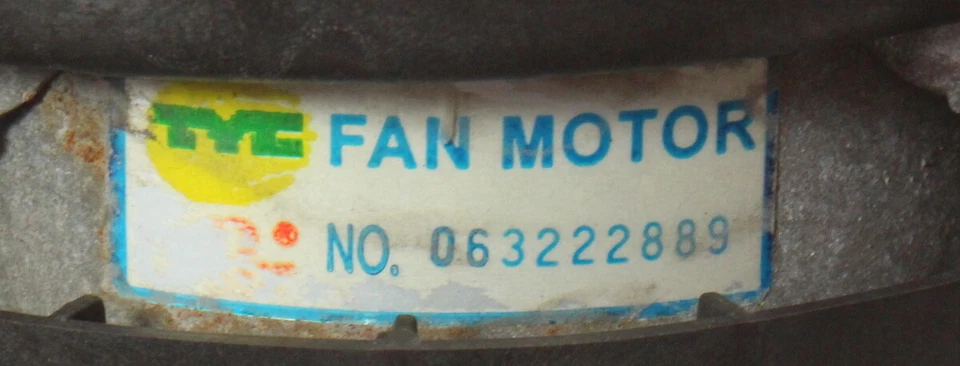 TYC FAN MOTOR
NO. 063222889